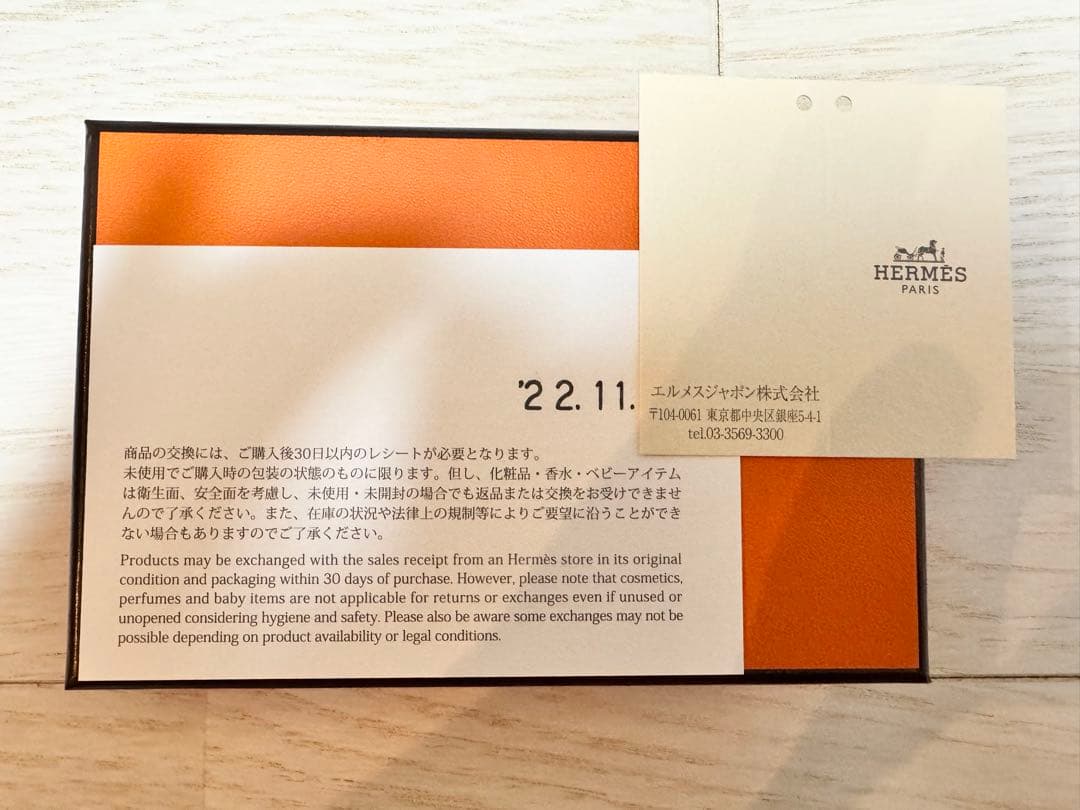 HERMÈS
PARIS
'22.11.
エルメスジャポン株式会社
〒104-0061 東京都中央区銀座5-4-1
tel.03-3569-3300
商品の交換には、ご購入後30日以内のレシートが必要となります。
未使用でご購入時の包装の状態のものに限ります。但し、化粧品・香水・ベビーアイテム
は衛生面、安全面を考慮し、未使用・未開封の場合でも返品または交換をお受けできませ
んので了承ください。また、在庫の状況や法律上の規制等によりご要望に沿うことができ
ない場合もありますのでご了承ください。
Products may be exchanged with the sales receipt from an Hermès store in its original
condition and packaging within 30 days of purchase. However, please note that cosmetics,
perfumes and baby items are not applicable for returns or exchanges even if unused or
unopened considering hygiene and safety. Please also be aware some exchanges may not be
possible depending on product availability or legal conditions.